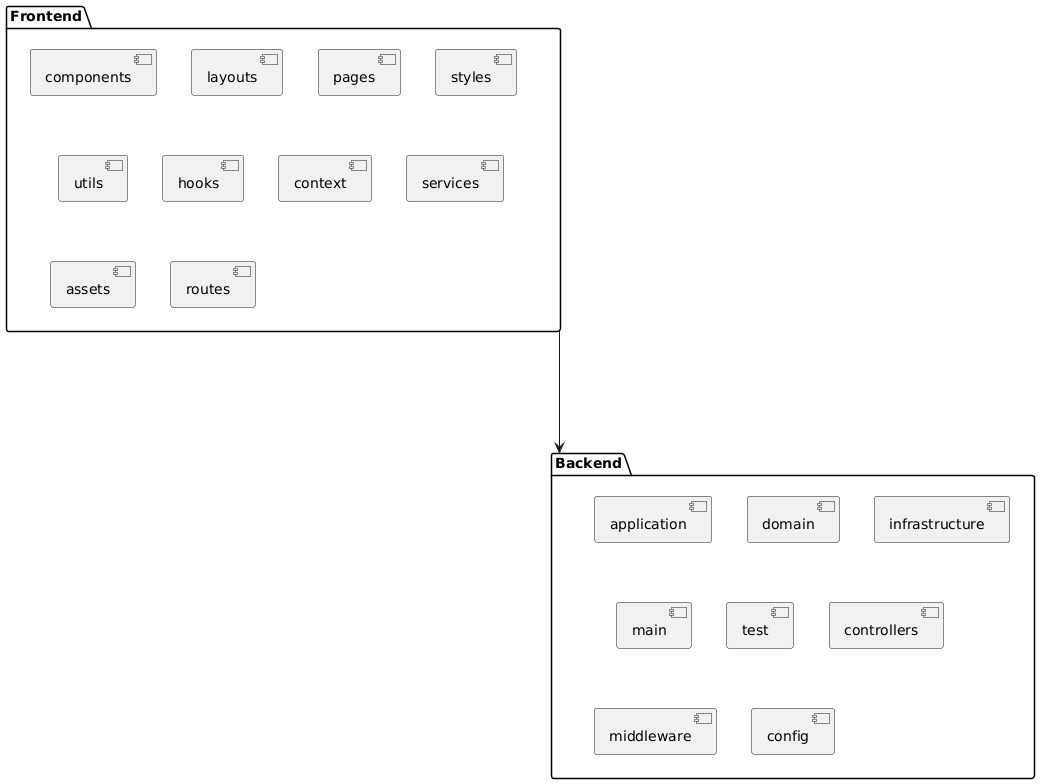 Frontend
components
layouts
pages
styles
utils
hooks
context
services
assets
routes
Backend
application
domain
infrastructure
main
test
controllers
middleware
config